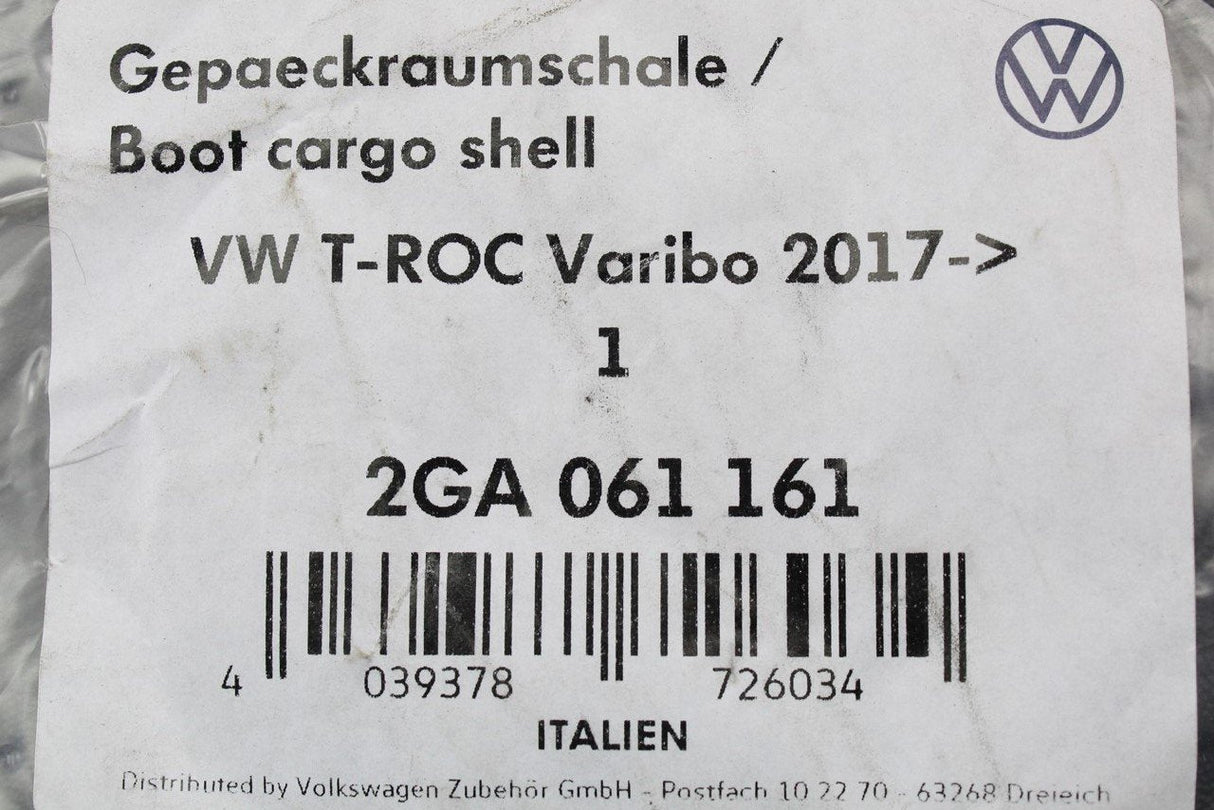 Gepaeckraumschale /
Boot cargo shell
VW T-ROC Varibo 2017->
1
2GA 061 161
4 039378 726034
ITALIEN
Distributed by Volkswagen Zubehör GmbH - Postfach 10 22 70 - 63268 Dreieich